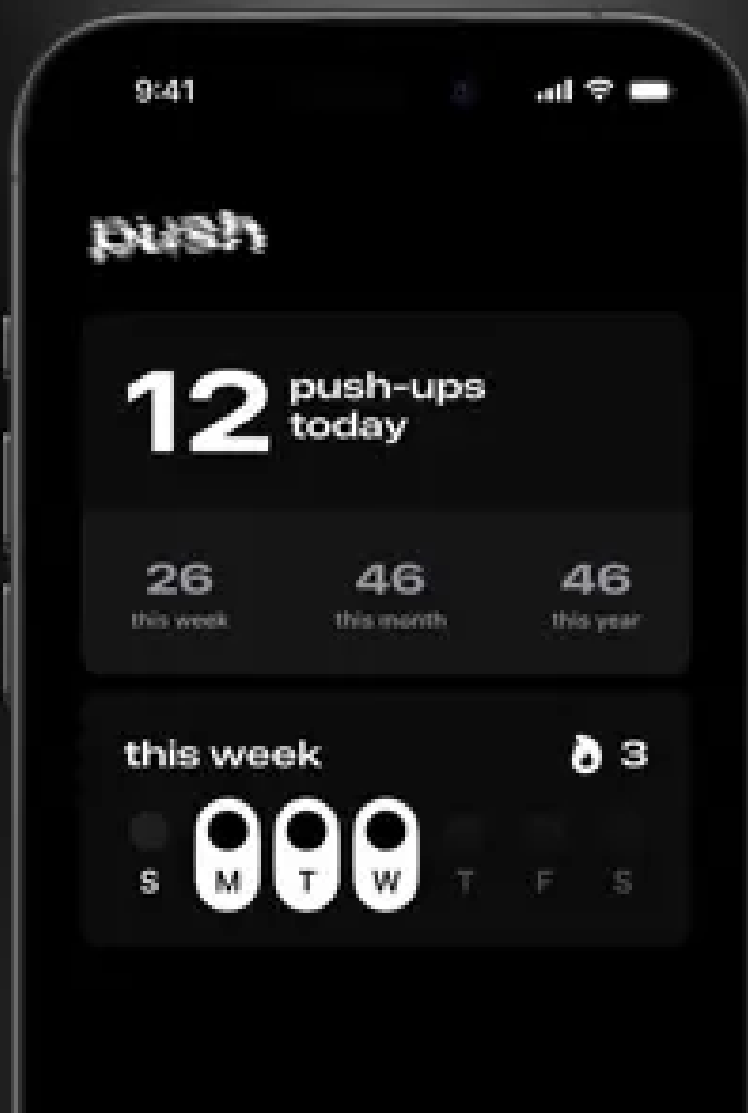 9:41
push
12 push-ups
today
26 46 46
this week this month this year
this week 3
S M T W T F S